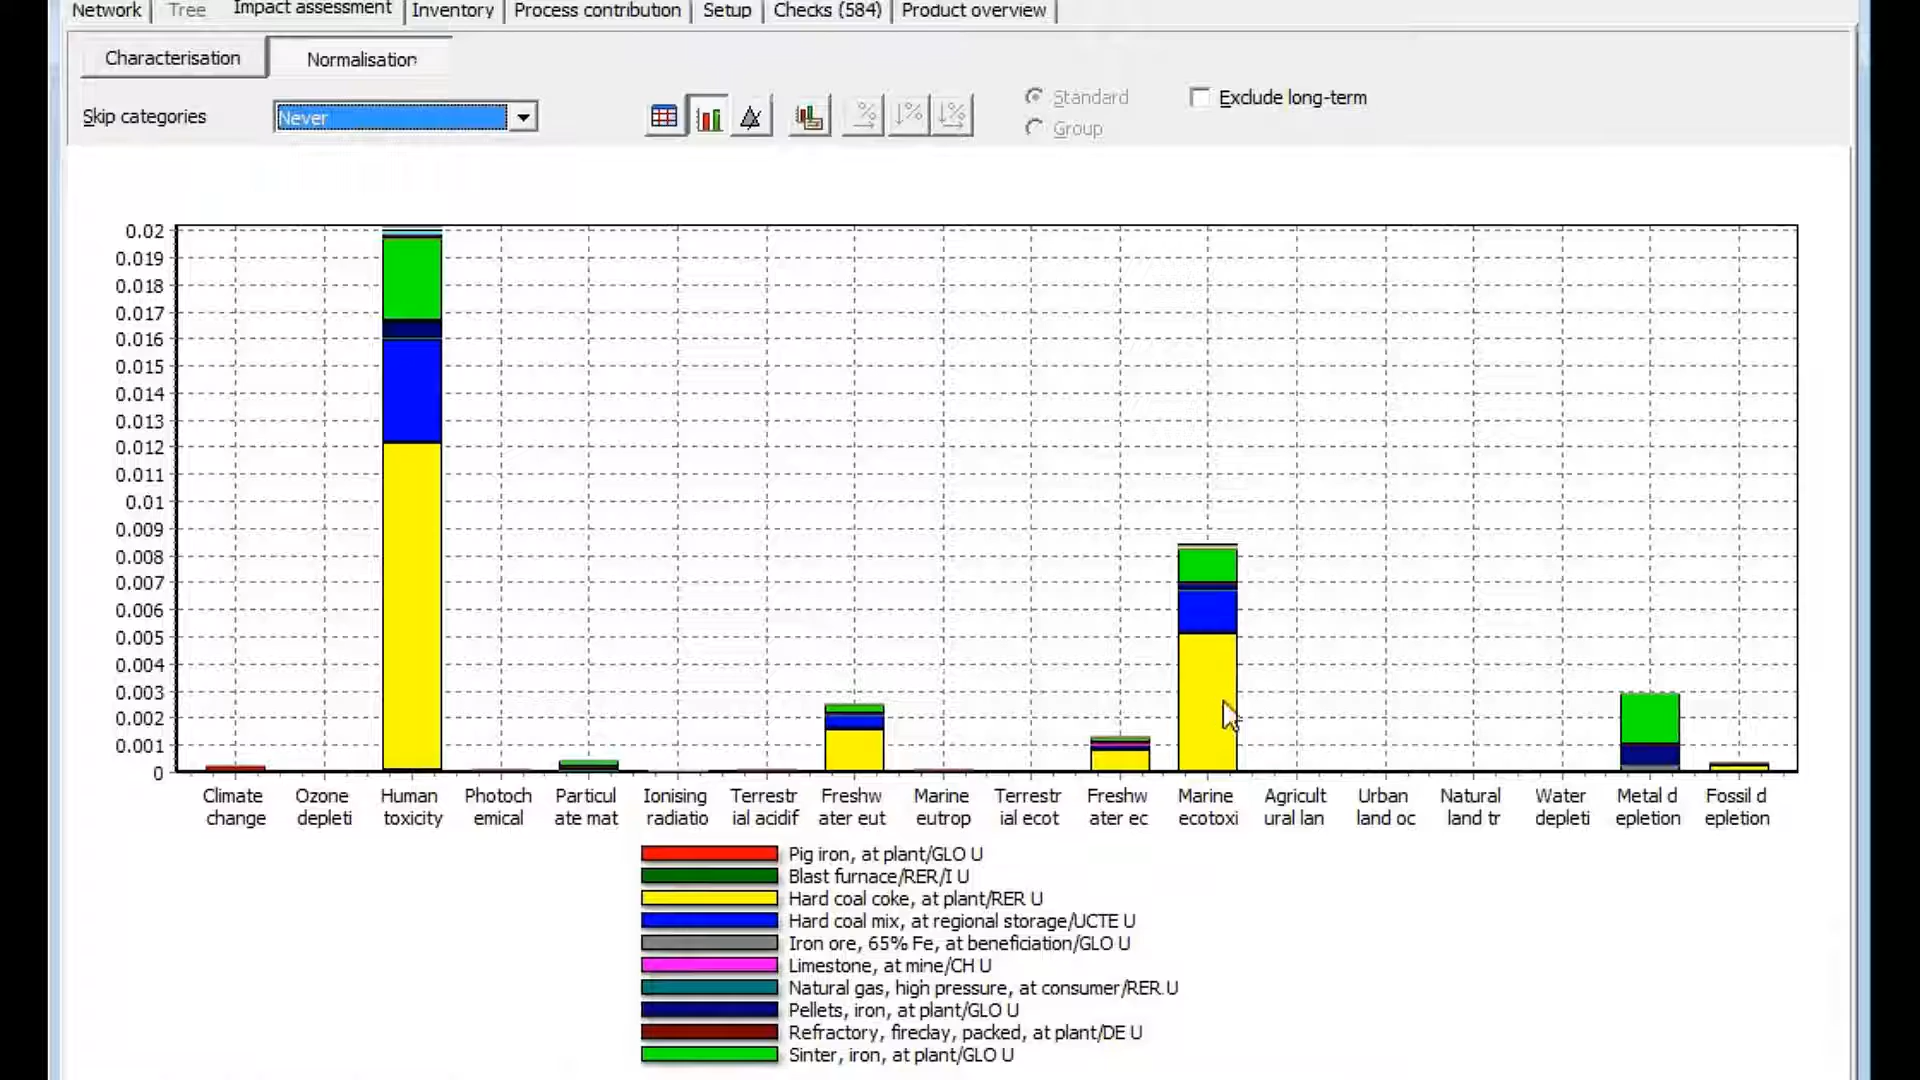 Network Tree Impact assessment Inventory Process contribution Setup Checks (584) Product overview
Characterisation Normalisation
Skip categories Never Standard Exclude long-term
Group
0.02
0.019
0.018
0.017
0.016
0.015
0.014
0.013
0.012
0.011
0.01
0.009
0.008
0.007
0.006
0.005
0.004
0.003
0.002
0.001
0
Climate change
Ozone depleti
Human toxicity
Photoch emical
Particul ate mat
Ionising radiatio
Terrestr ial acidif
Freshw ater eut
Marine eutrop
Terrestr ial ecot
Freshw ater ec
Marine ecotoxi
Agricult ural lan
Urban land oc
Natural land tr
Water depleti
Metal d epletion
Fossil d epletion
Pig iron, at plant/GLO U
Blast furnace/RER/I U
Hard coal coke, at plant/RER U
Hard coal mix, at regional storage/UCTE U
Iron ore, 65% Fe, at beneficiation/GLO U
Limestone, at mine/CH U
Natural gas, high pressure, at consumer/RER U
Pellets, iron, at plant/GLO U
Refractory, fireclay, packed, at plant/DE U
Sinter, iron, at plant/GLO U